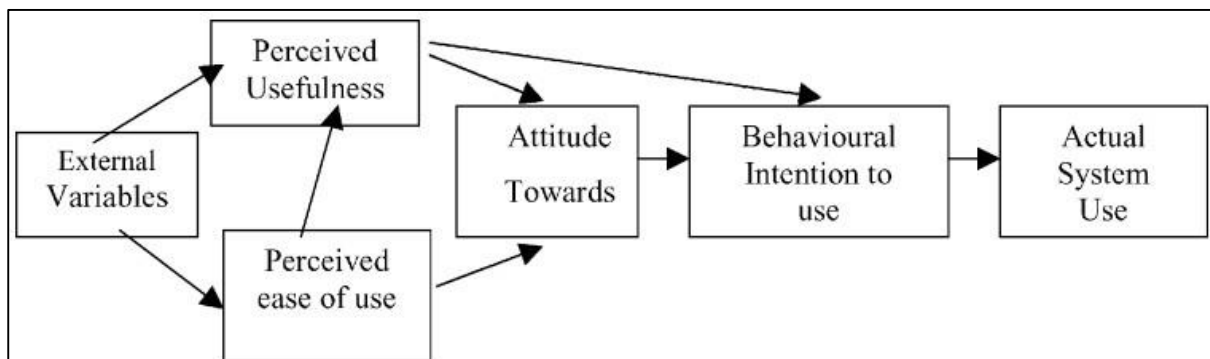 Perceived
Usefulness
External
Variables
Perceived
ease of use
Attitude
Towards
Behavioural
Intention to
use
Actual
System
Use